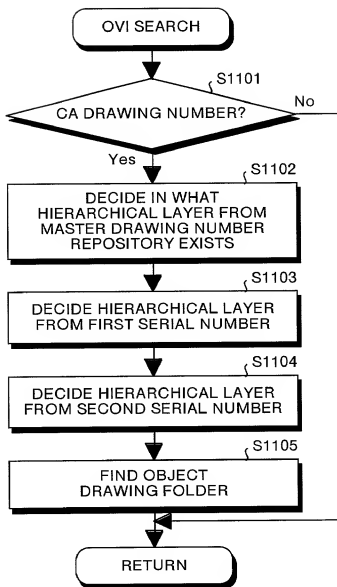 OVI SEARCH
S1101
CA DRAWING NUMBER?
No
Yes
S1102
DECIDE IN WHAT
HIERARCHICAL LAYER FROM
MASTER DRAWING NUMBER
REPOSITORY EXISTS
S1103
DECIDE HIERARCHICAL LAYER
FROM FIRST SERIAL NUMBER
S1104
DECIDE HIERARCHICAL LAYER
FROM SECOND SERIAL NUMBER
S1105
FIND OBJECT
DRAWING FOLDER
RETURN